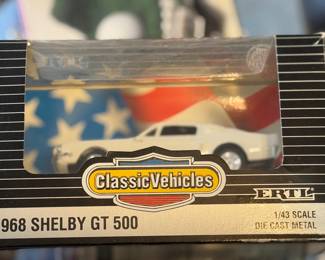 Classic Vehicles
ERTL
968 SHELBY GT 500
1/43 SCALE
DIE CAST METAL